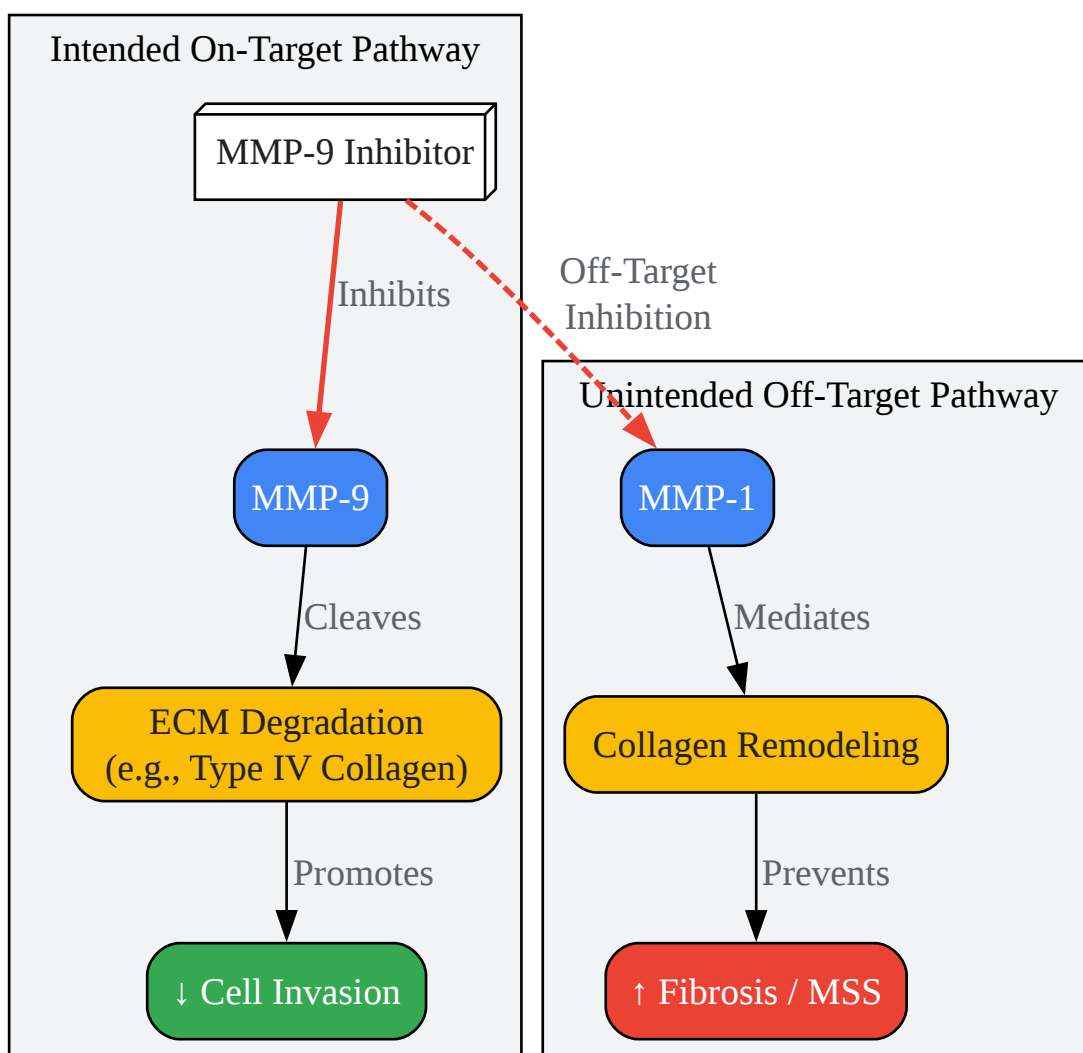 Intended On-Target Pathway
MMP-9 Inhibitor
Inhibits
Off-Target
Inhibition
Unintended Off-Target Pathway
MMP-9
MMP-1
Cleaves
Mediates
ECM Degradation
(e.g., Type IV Collagen)
Collagen Remodeling
Promotes
Prevents
↓ Cell Invasion
↑ Fibrosis / MSS